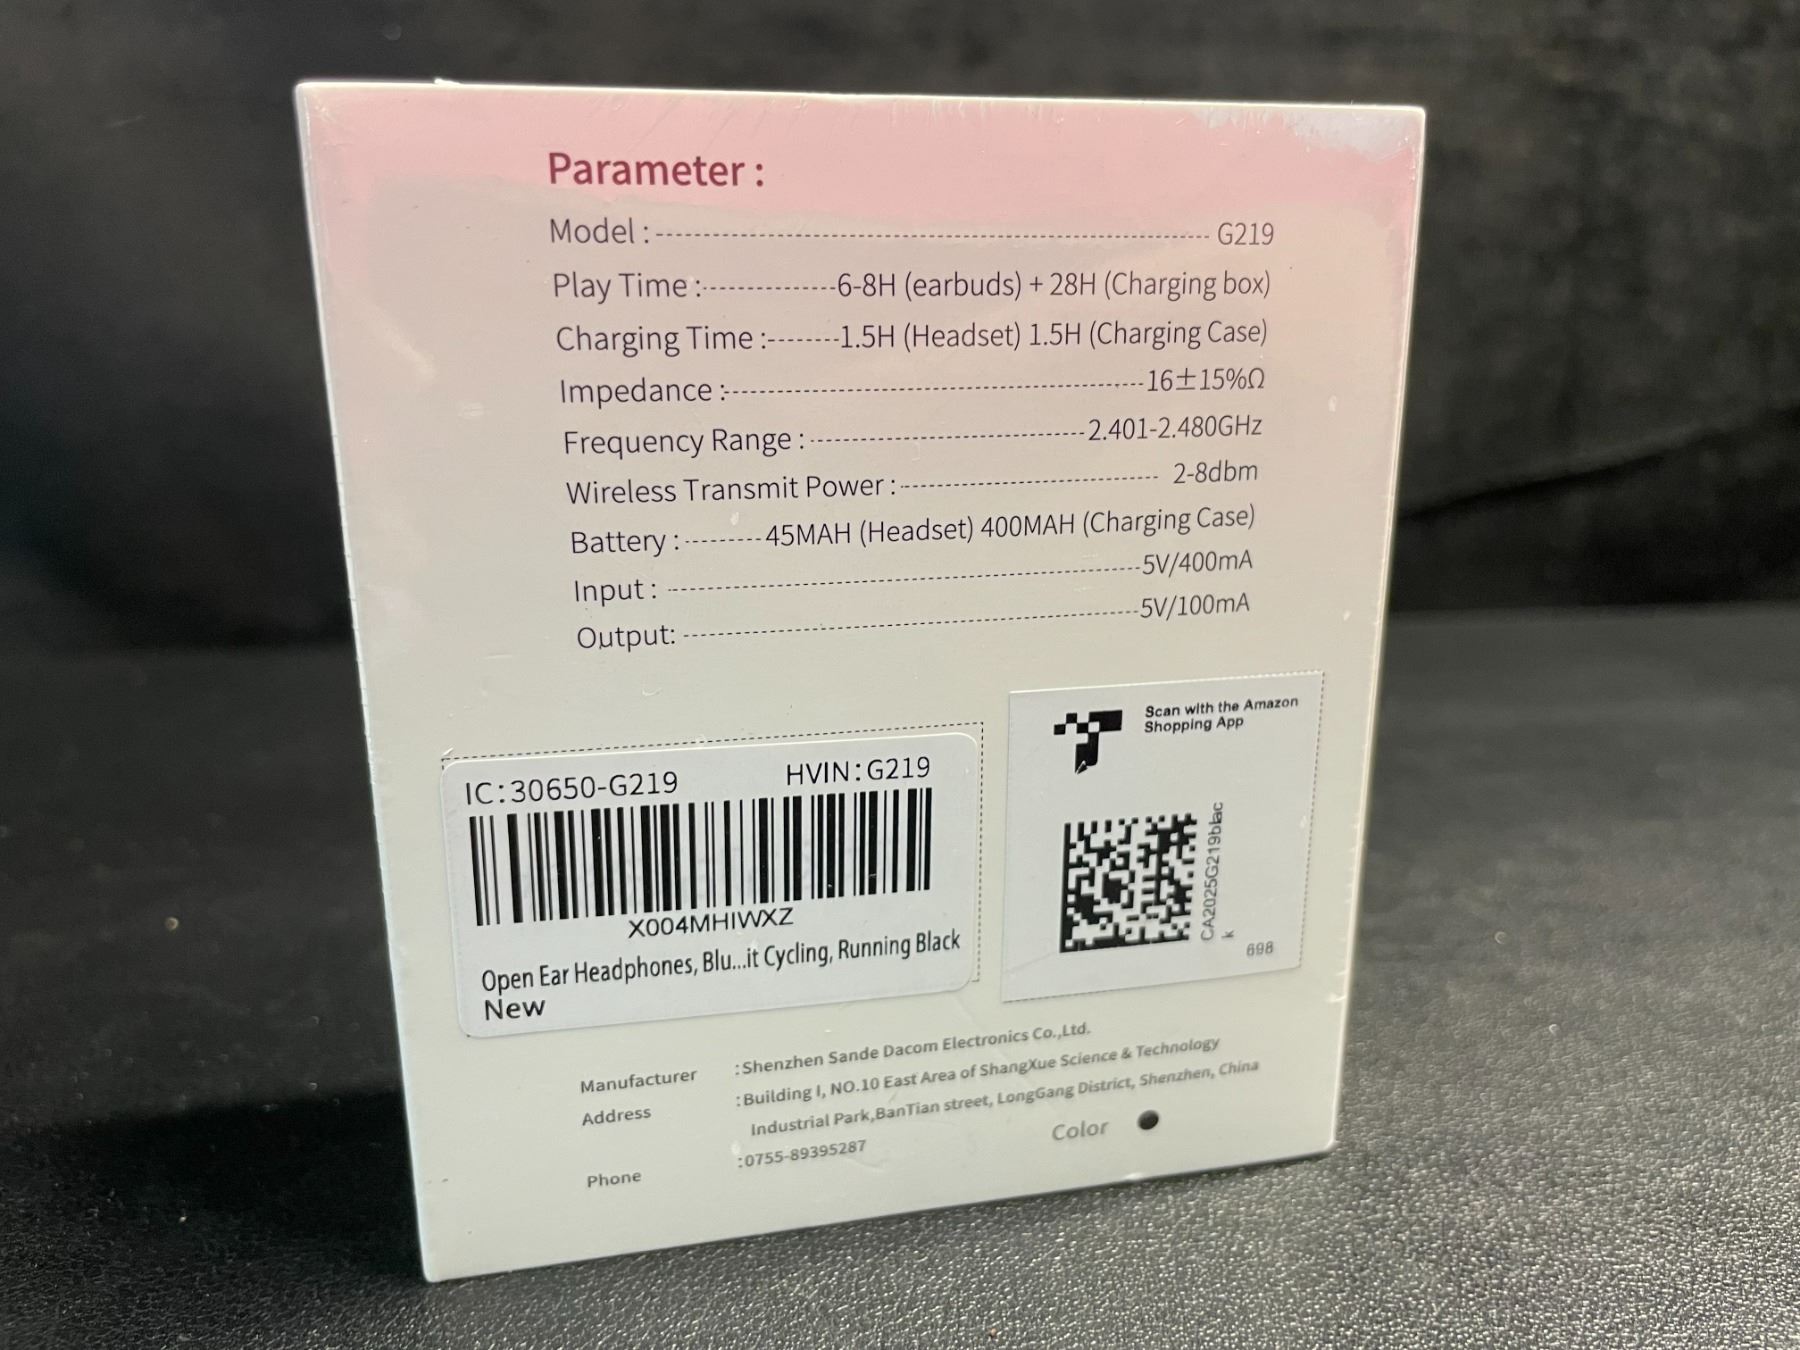 Parameter :
Model : G219
Play Time : 6-8H (earbuds) + 28H (Charging box)
Charging Time : 1.5H (Headset) 1.5H (Charging Case)
Impedance : 16±15%Ω
Frequency Range : 2.401-2.480GHz
Wireless Transmit Power : 2-8dbm
Battery : 45MAH (Headset) 400MAH (Charging Case)
Input : 5V/400mA
Output: 5V/100mA
IC:30650-G219 HVIN:G219
X004MHIWXZ
Open Ear Headphones, Blu...it Cycling, Running Black
New
Scan with the Amazon
Shopping App
CA2025G219blac
k
698
Manufacturer :Shenzhen Sande Dacom Electronics Co.,Ltd.
Address :Building I, NO.10 East Area of ShangXue Science & Technology
Industrial Park,BanTian street, LongGang District, Shenzhen, China
Phone :0755-89395287
Color